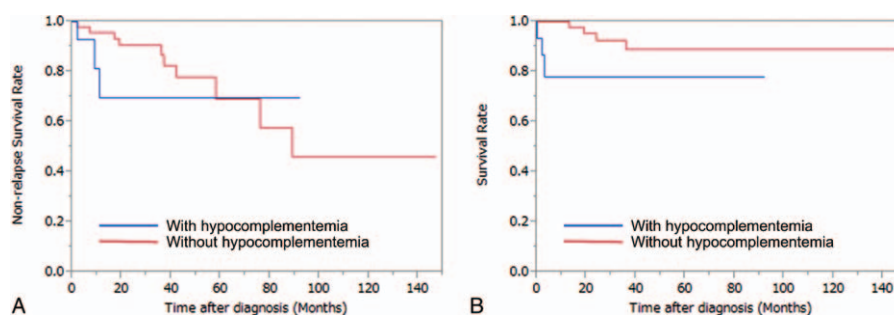 1.0
0.8
0.6
0.4
0.2
0.0
Non-relapse Survival Rate
With hypocomplementemia
Without hypocomplementemia
0 20 40 60 80 100 120 140
Time after diagnosis (Months)
A
1.0
0.8
0.6
0.4
0.2
0.0
Survival Rate
With hypocomplementemia
Without hypocomplementemia
0 20 40 60 80 100 120 140
Time after diagnosis (Months)
B